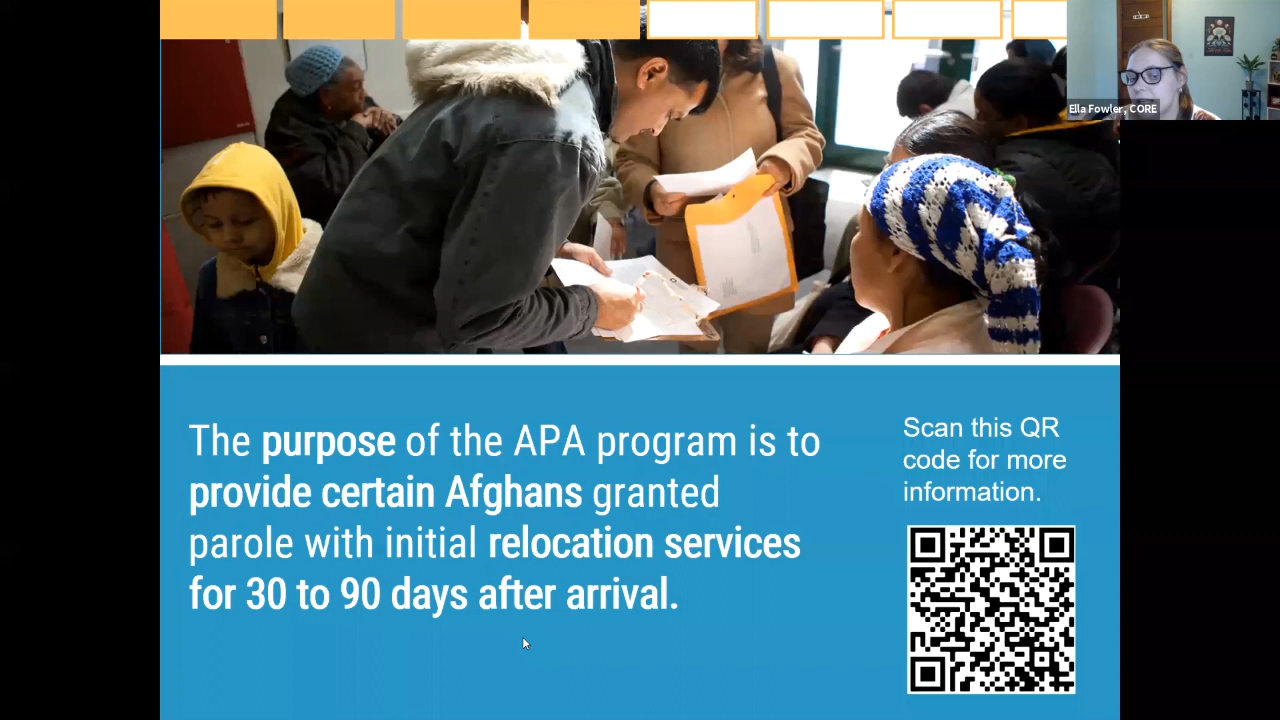 Ella Fowler, CORE
The purpose of the APA program is to
provide certain Afghans granted
parole with initial relocation services
for 30 to 90 days after arrival.
Scan this QR
code for more
information.